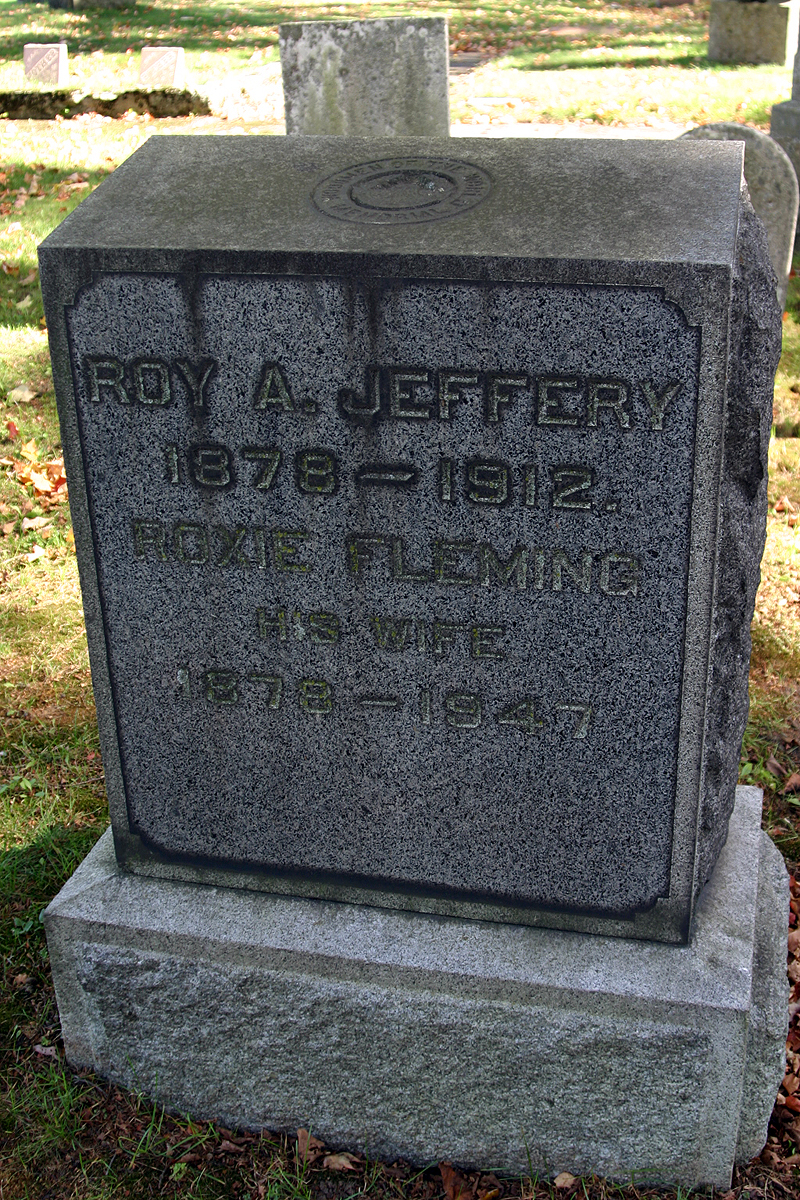 ROY A. JEFFERY
1878 – 1912.
ROXIE FLEMING
HIS WIFE
1878 – 1947